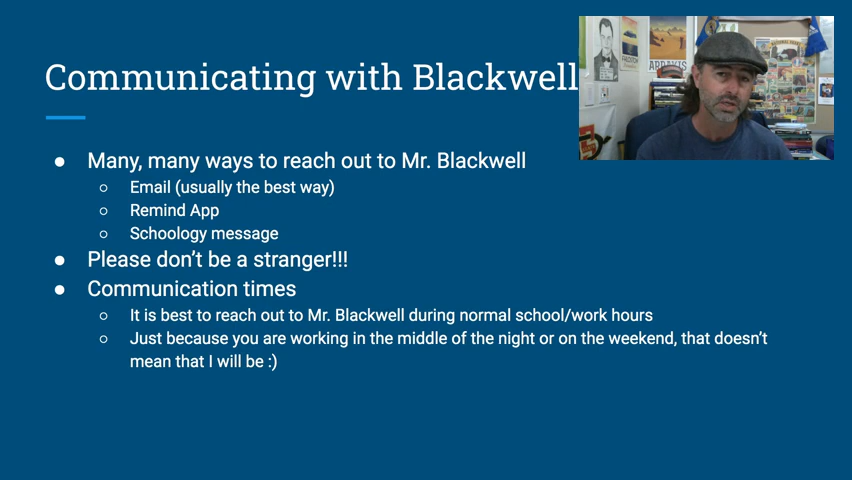 Communicating with Blackwell
Many, many ways to reach out to Mr. Blackwell
Email (usually the best way)
Remind App
Schoology message
Please don’t be a stranger!!!
Communication times
It is best to reach out to Mr. Blackwell during normal school/work hours
Just because you are working in the middle of the night or on the weekend, that doesn’t
mean that I will be :)
ARRAKIS